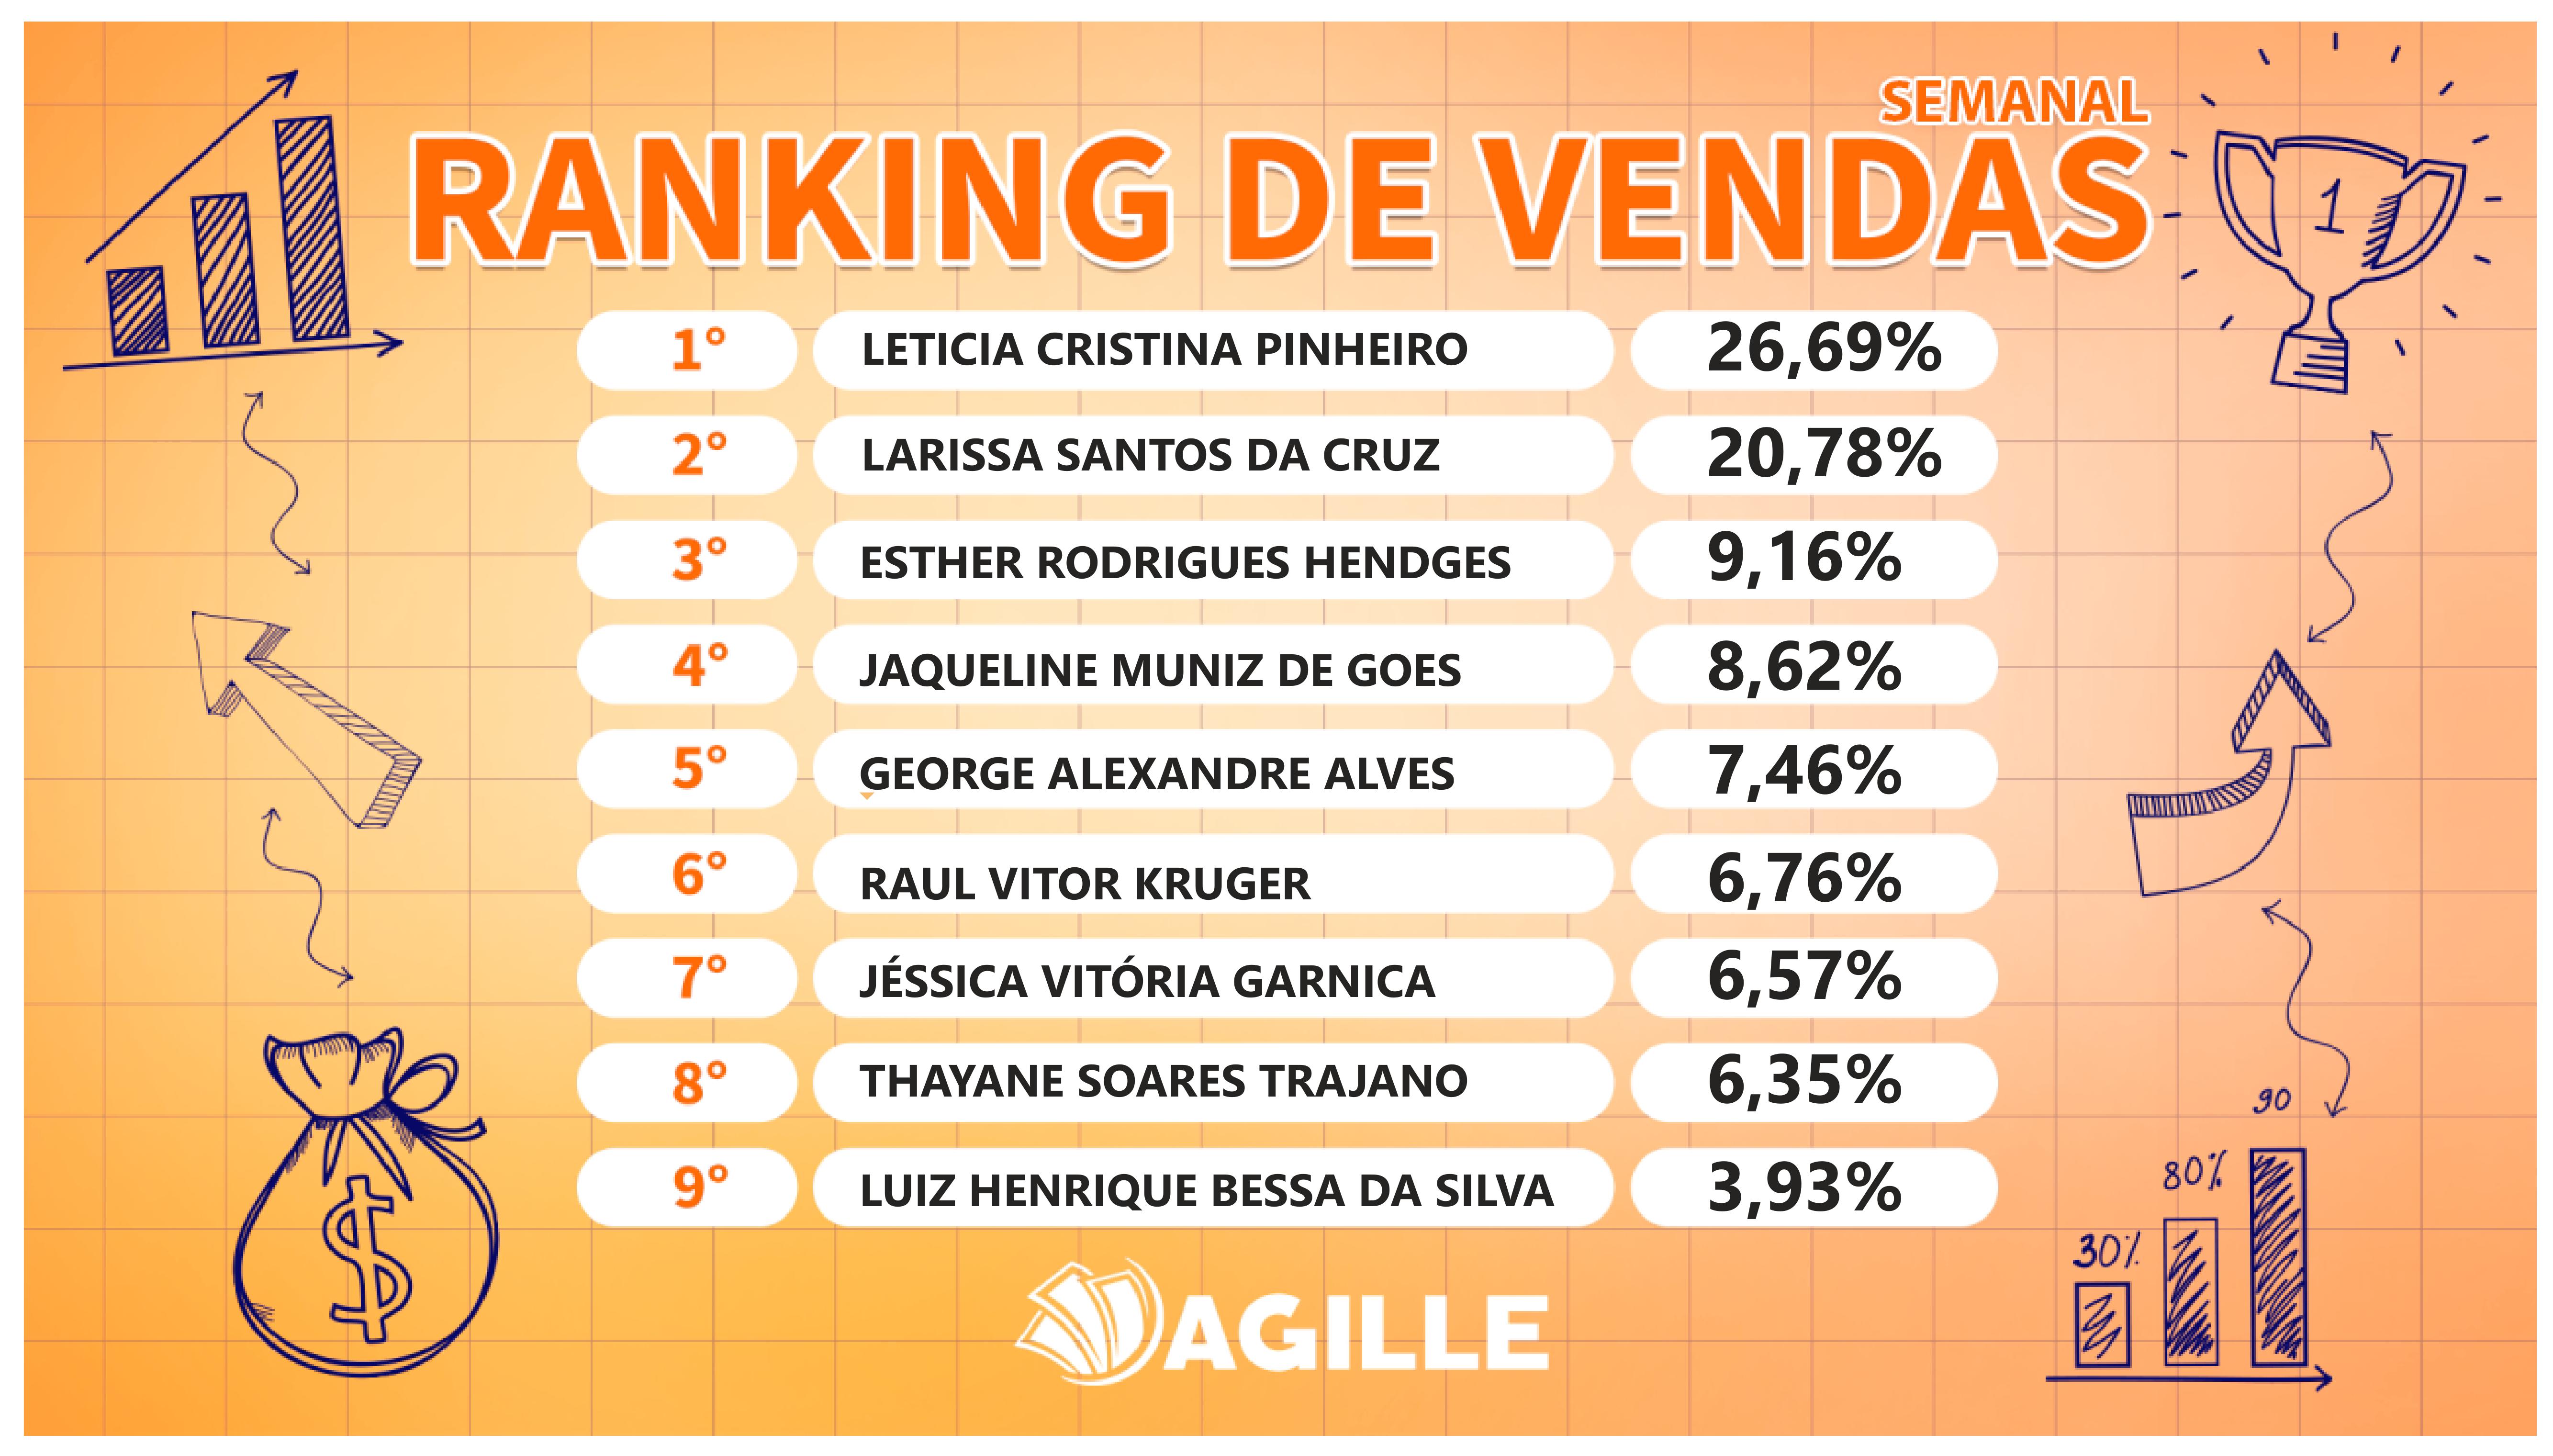 SEMANAL
RANKING DE VENDAS
1
1° LETICIA CRISTINA PINHEIRO 26,69%
2° LARISSA SANTOS DA CRUZ 20,78%
3° ESTHER RODRIGUES HENDGES 9,16%
4° JAQUELINE MUNIZ DE GOES 8,62%
5° GEORGE ALEXANDRE ALVES 7,46%
6° RAUL VITOR KRUGER 6,76%
7° JÉSSICA VITÓRIA GARNICA 6,57%
8° THAYANE SOARES TRAJANO 6,35%
9° LUIZ HENRIQUE BESSA DA SILVA 3,93%
$
90
80%
30%
AGILLE